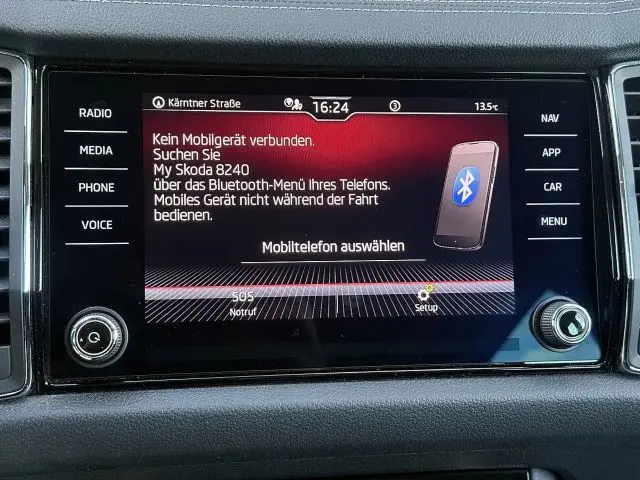 Kärntner Straße 16:24 3 13.5°C
RADIO
MEDIA
PHONE
VOICE
Kein Mobilgerät verbunden.
Suchen Sie
My Skoda 8240
über das Bluetooth-Menü Ihres Telefons.
Mobiles Gerät nicht während der Fahrt
bedienen.
Mobiltelefon auswählen
SOS
Notruf
Setup
NAV
APP
CAR
MENU